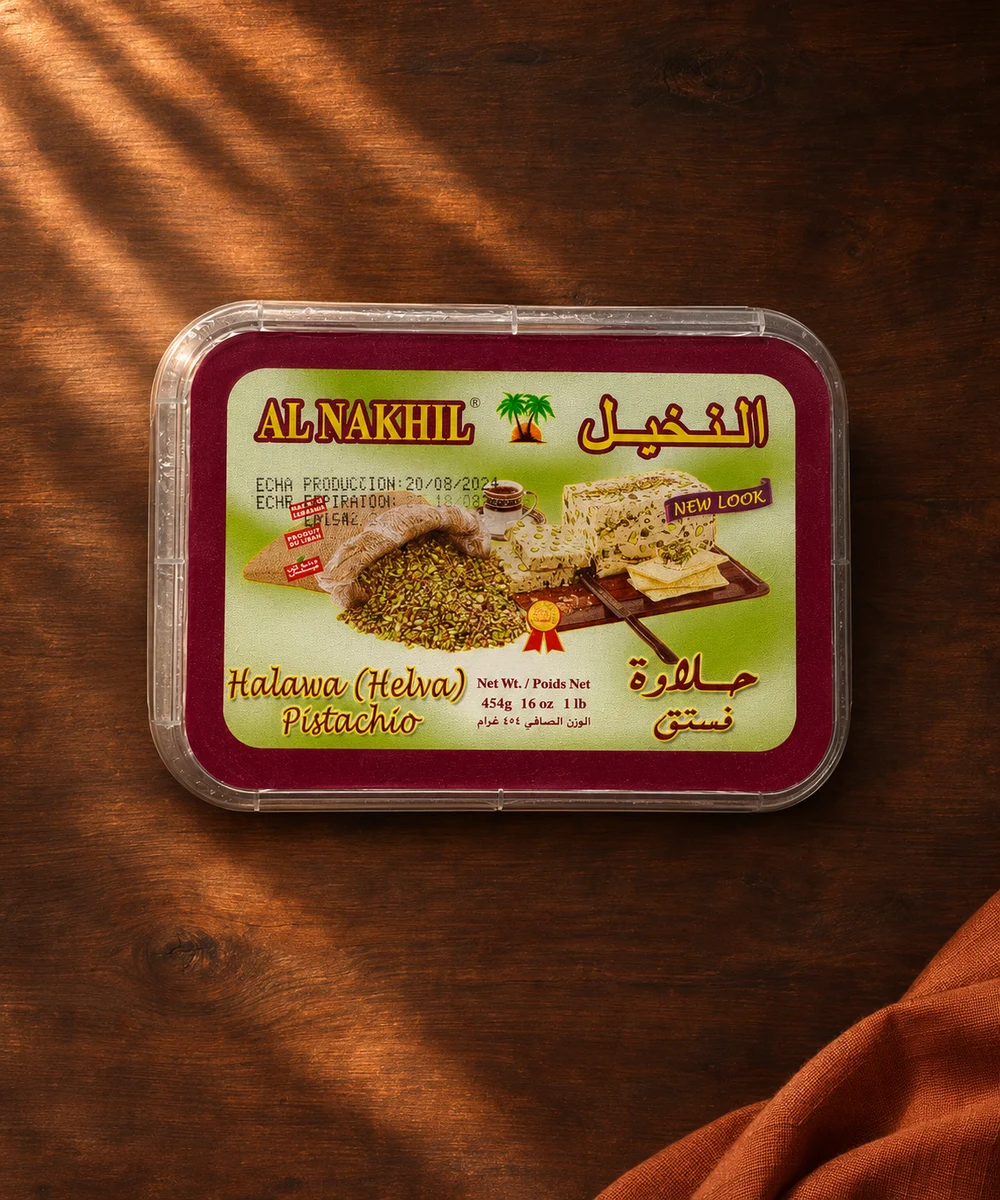 AL NAKHIL®
النخيل
ECHA PRODUCCION:20/08/2024
NEW LOOK
PRODUIT
DU LIBAN
Halawa (Helva)
Pistachio
Net Wt. / Poids Net
454g 16 oz 1 lb
الوزن الصافي ٤٥٤ غرام
حلاوة
فستق